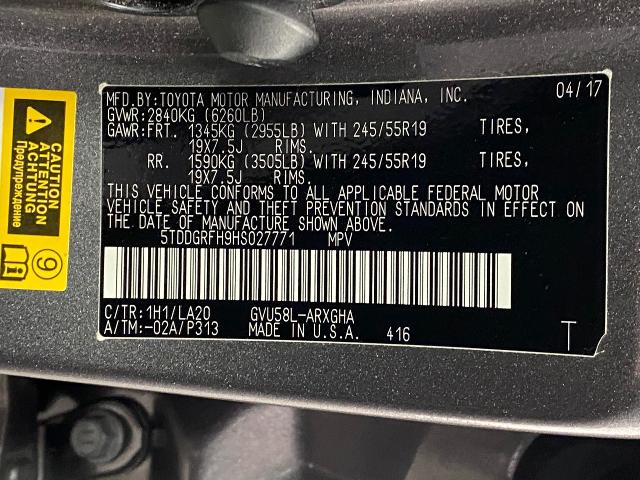 MFD.BY:TOYOTA MOTOR MANUFACTURING, INDIANA, INC. 04/17
GVWR:2840KG (6260LB)
GAWR:FRT. 1345KG (2955LB) WITH 245/55R19 TIRES,
19X7.5J RIMS.
RR. 1590KG (3505LB) WITH 245/55R19 TIRES,
19X7.5J RIMS.
THIS VEHICLE CONFORMS TO ALL APPLICABLE FEDERAL MOTOR
VEHICLE SAFETY AND THEFT PREVENTION STANDARDS IN EFFECT ON
THE DATE OF MANUFACTURE SHOWN ABOVE.
5TDDGRFH9HS027771 MPV
C/TR:1H1/LA20 GVU58L-ARXGHA
A/TM:-02A/P313 MADE IN U.S.A. 416 T
CAUTION
ATTENTION
ACHTUNG
Предупреждение
9